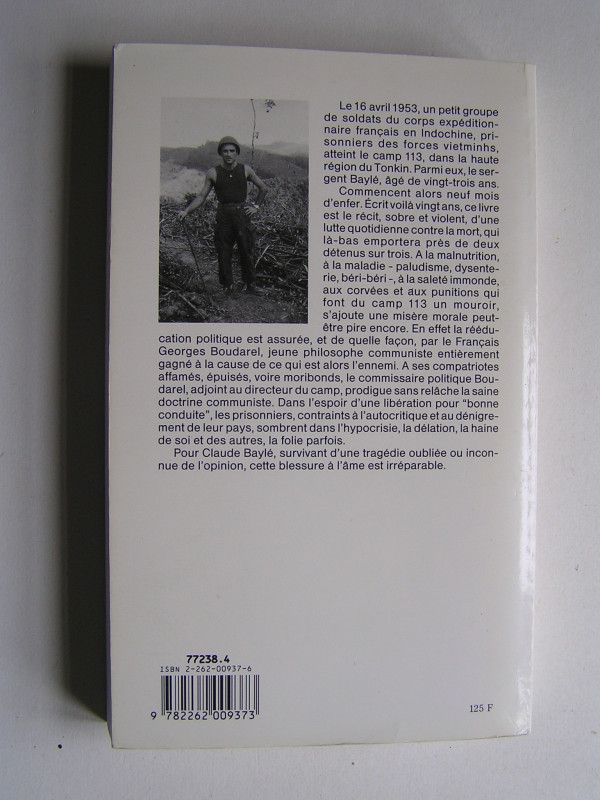 Le 16 avril 1953, un petit groupe
de soldats du corps expédition-
naire français en Indochine, pri-
sonniers des forces vietminhs,
atteint le camp 113, dans la haute
région du Tonkin. Parmi eux, le ser-
gent Baylé, âgé de vingt-trois ans.
Commencent alors neuf mois
d'enfer. Écrit voilà vingt ans, ce livre
est le récit, sobre et violent, d'une
lutte quotidienne contre la mort, qui
là-bas emportera près de deux
détenus sur trois. A la malnutrition,
à la maladie - paludisme, dysente-
rie, béri-béri -, à la saleté immonde,
aux corvées et aux punitions qui
font du camp 113 un mouroir,
s'ajoute une misère morale peut-
être pire encore. En effet la réédu-
cation politique est assurée, et de quelle façon, par le Français
Georges Boudarel, jeune philosophe communiste entièrement
gagné à la cause de ce qui est alors l'ennemi. A ses compatriotes
affamés, épuisés, voire moribonds, le commissaire politique Bou-
darel, adjoint au directeur du camp, prodigue sans relâche la saine
doctrine communiste. Dans l'espoir d'une libération pour "bonne
conduite", les prisonniers, contraints à l'autocritique et au dénigre-
ment de leur pays, sombrent dans l'hypocrisie, la délation, la haine
de soi et des autres, la folie parfois.
Pour Claude Baylé, survivant d'une tragédie oubliée ou incon-
nue de l'opinion, cette blessure à l'âme est irréparable.
77238.4
ISBN 2-262-00937-6
9 782262 009373
125 F